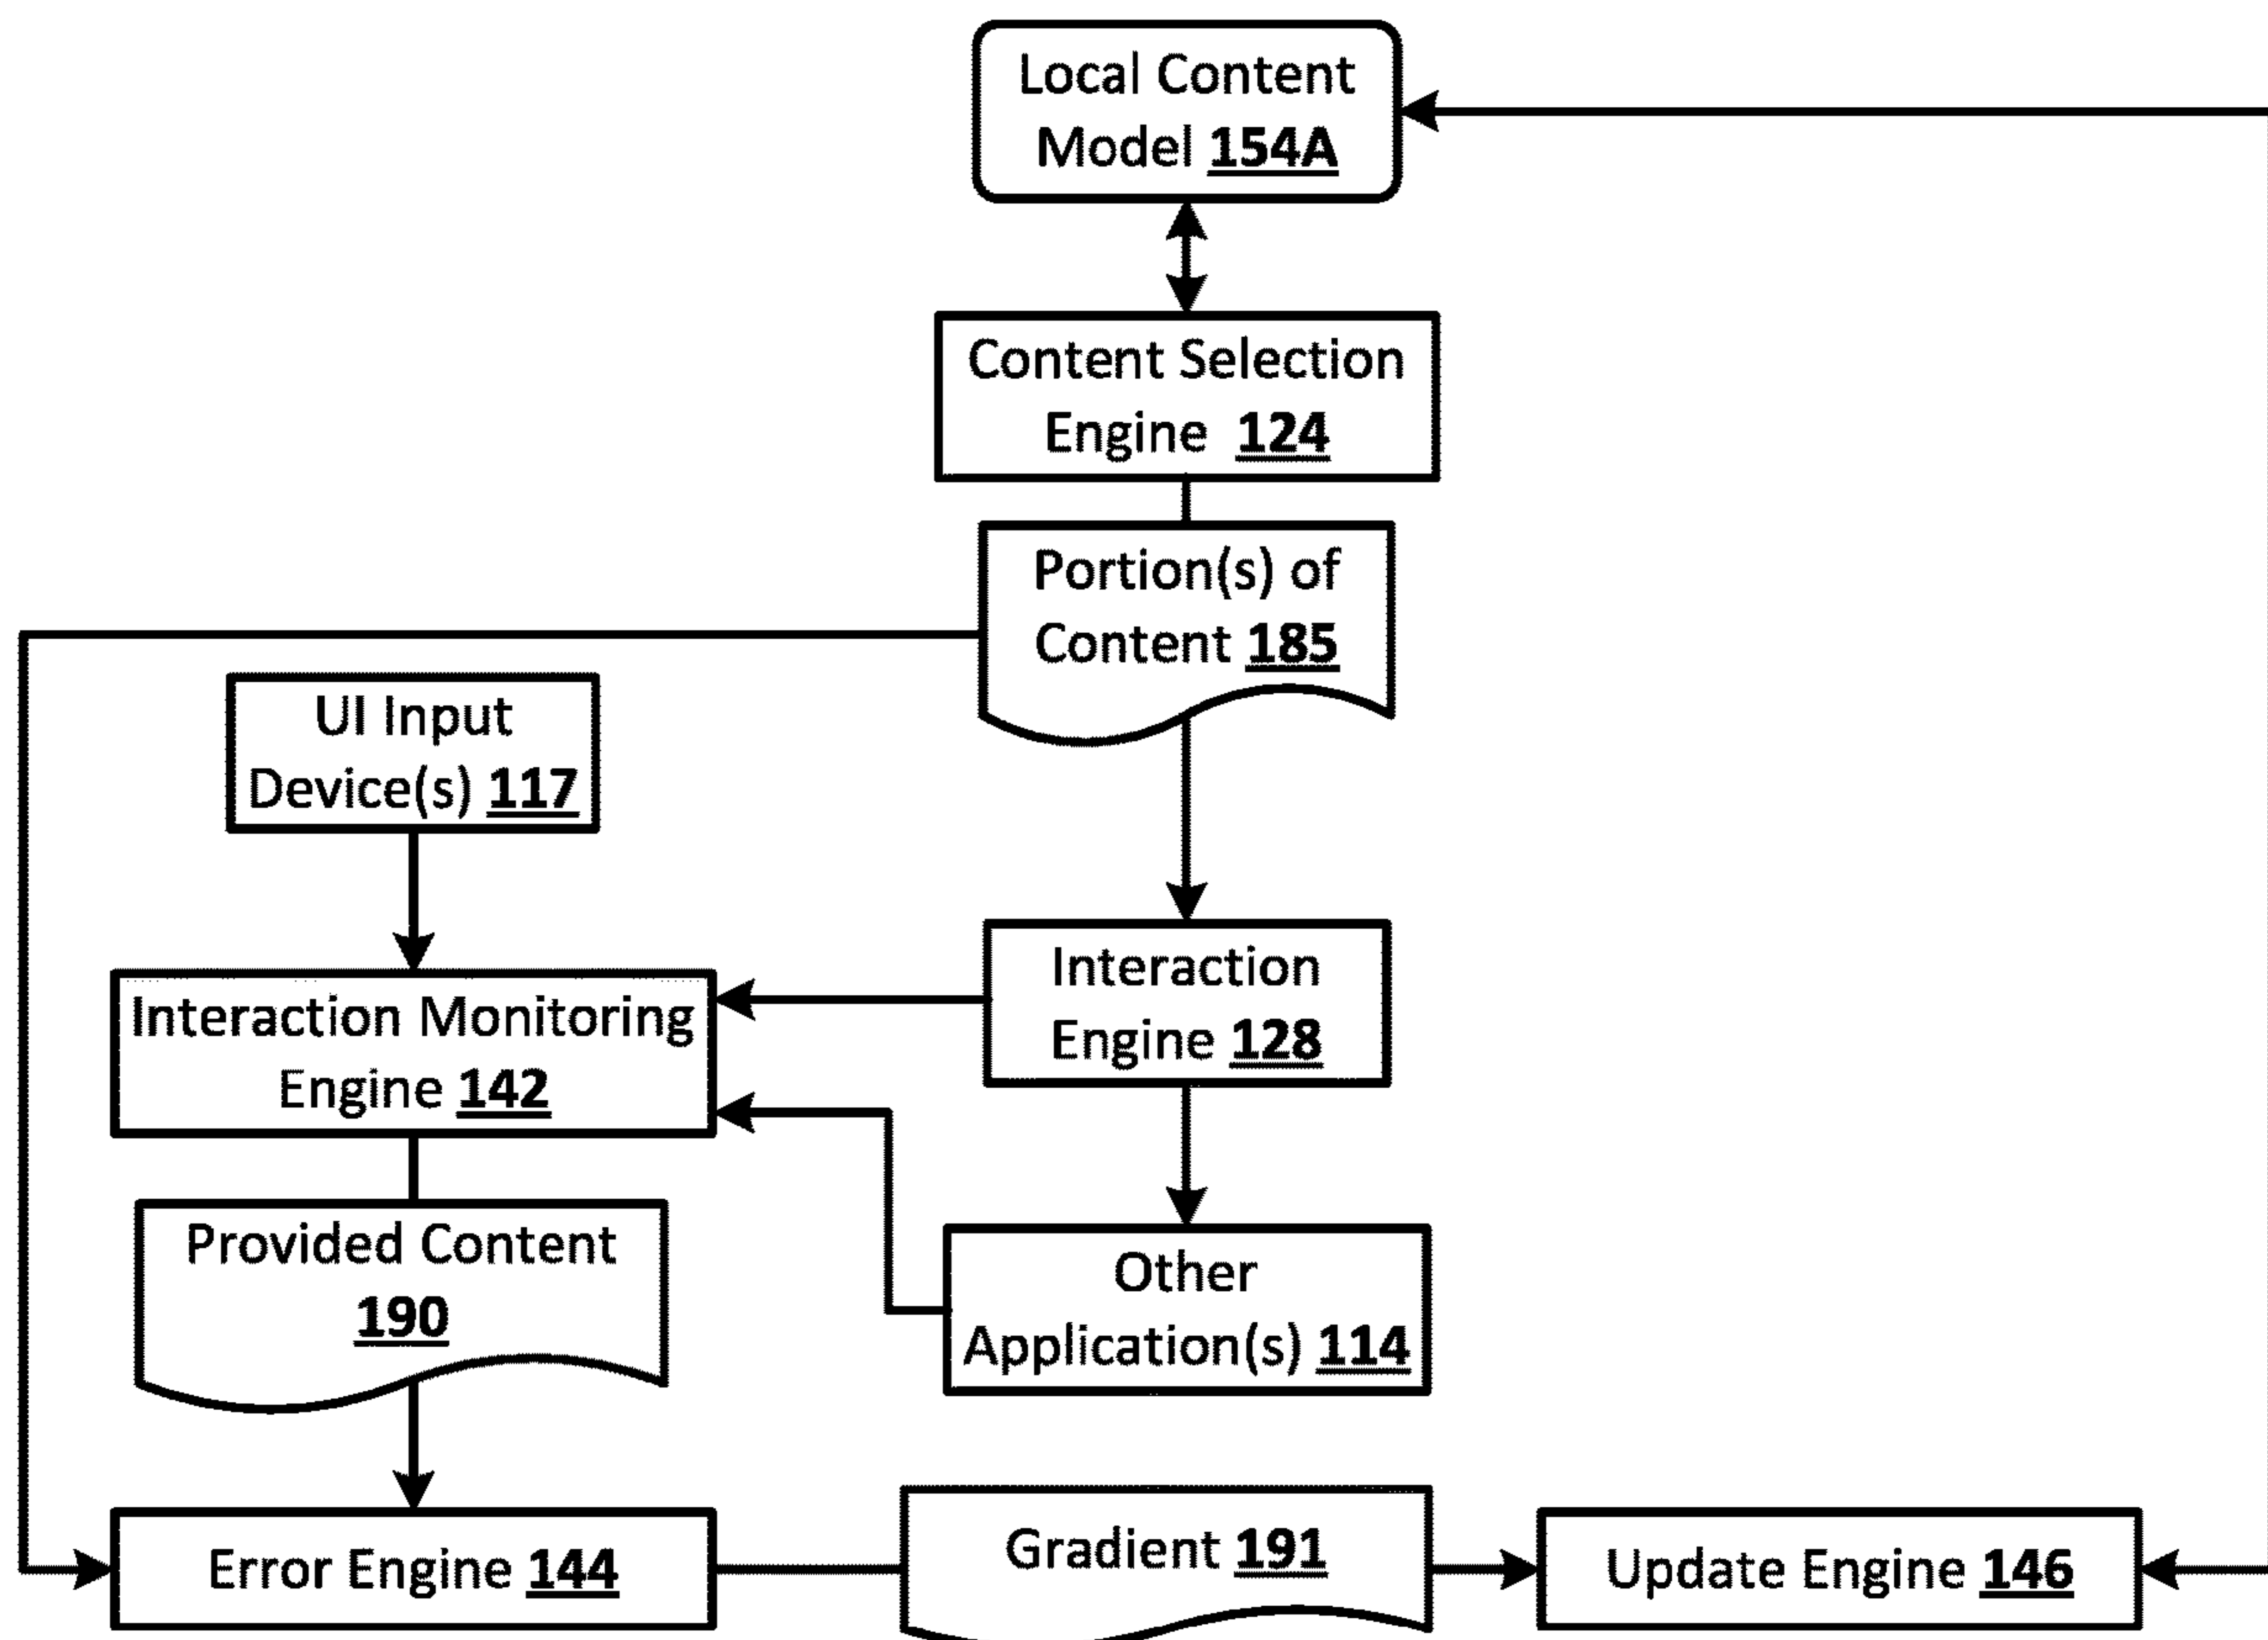 Local Content
Model 154A
Content Selection
Engine 124
Portion(s) of
Content 185
UI Input
Device(s) 117
Interaction
Engine 128
Interaction Monitoring
Engine 142
Provided Content
190
Other
Application(s) 114
Error Engine 144
Gradient 191
Update Engine 146